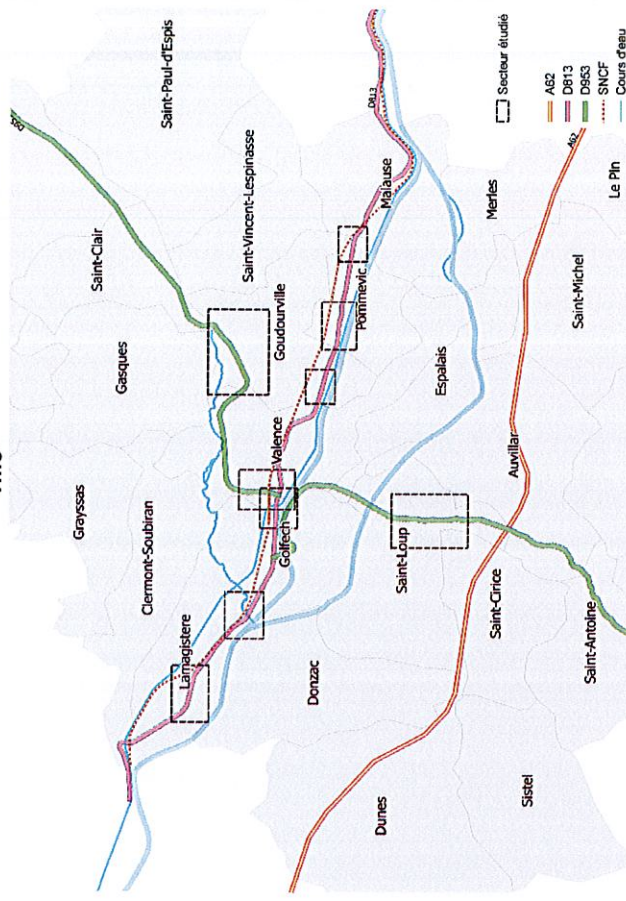 Saint-Paul-d'Espis
Saint-Clair
Saint-Vincent-Lespinasse
Gasques
Goudourville
Grayssas
Clermont-Soubiran
Valence
Pommevic
Malause
D813
Golfech
Lamagistere
Merles
Espalais
Donzac
Saint-Loup
Auvillar
Saint-Michel
Le Pin
A62
Saint-Cirice
Saint-Antoine
Dunes
Sistel
Secteur étudié
A62
D813
D953
SNCF
Cours d'eau